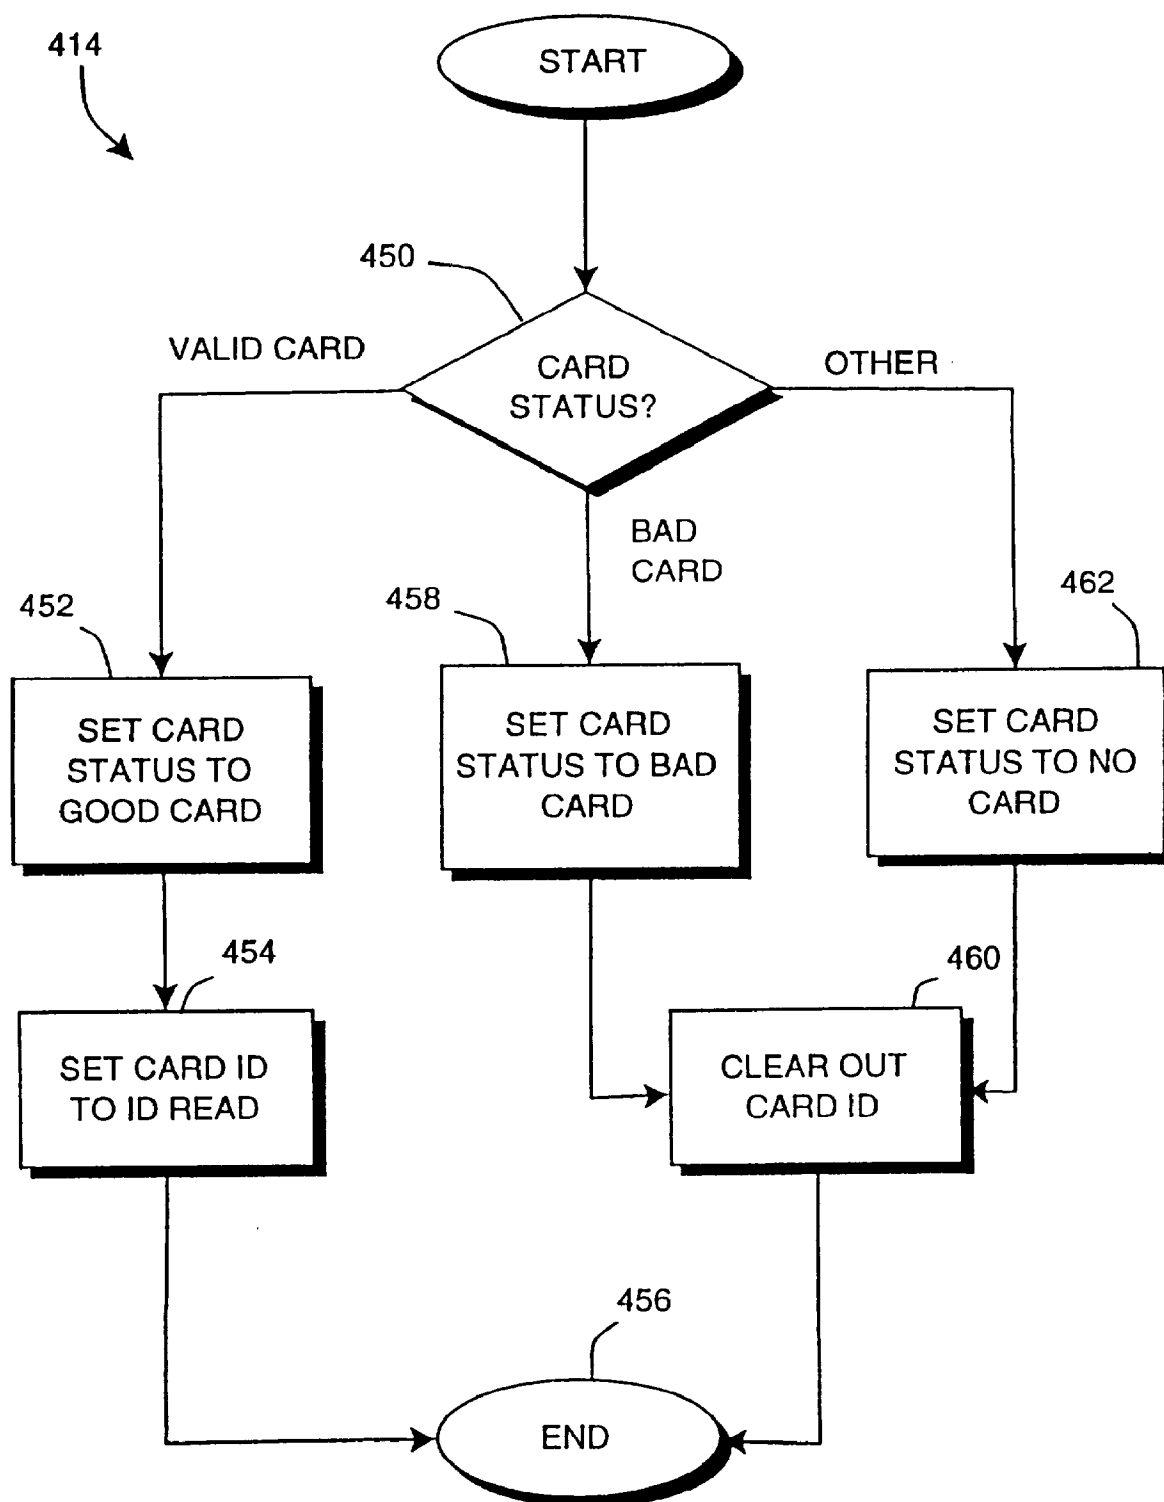 414
START
450
VALID CARD
OTHER
CARD
STATUS?
BAD
CARD
452
458
462
SET CARD
STATUS TO
GOOD CARD
SET CARD
STATUS TO BAD
CARD
SET CARD
STATUS TO NO
CARD
454
460
SET CARD ID
TO ID READ
CLEAR OUT
CARD ID
456
END